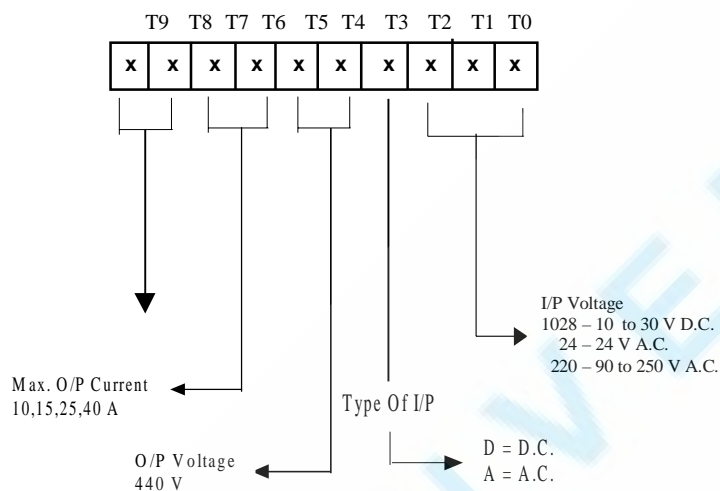 T9 T8 T7 T6 T5 T4 T3 T2 T1 T0
x x x x x x x x x x
I/P Voltage
1028 – 10 to 30 V D.C.
24 – 24 V A.C.
220 – 90 to 250 V A.C.
Max. O/P Current
10,15,25,40 A
Type Of I/P
O/P Voltage
440 V
D = D.C.
A = A.C.